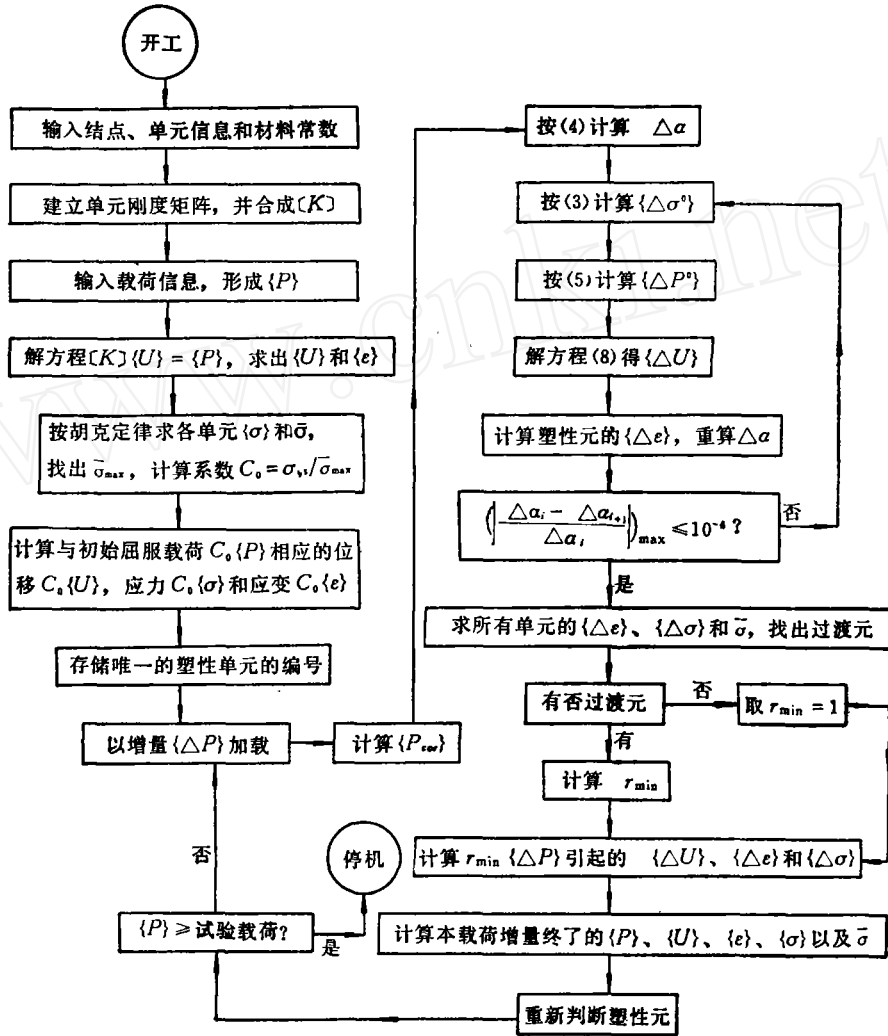 开工
输入结点、单元信息和材料常数
建立单元刚度矩阵，并合成〔K〕
输入载荷信息，形成{P}
解方程〔K〕{U} = {P}，求出{U}和{ε}
按胡克定律求各单元{σ}和σ̄，
找出σ̄max，计算系数C₀ = σys/σ̄max
计算与初始屈服载荷C₀{P}相应的位
移C₀{U}，应力C₀{σ}和应变C₀{ε}
存储唯一的塑性单元的编号
以增量{△P}加载
计算{Pcor}
否
停机
{P}≥试验载荷？
是
按(4)计算 △α
按(3)计算{△σ⁰}
按(5)计算{△P⁰}
解方程(8)得{△U}
计算塑性元的{△ε}，重算△α
(|△αi − △αi+1 / △αi|)max ≤10⁻⁴？
否
是
求所有单元的{△ε}、{△σ}和σ̄，找出过渡元
有否过渡元
否
取 rmin = 1
有
计算 rmin
计算rmin{△P}引起的 {△U}、{△ε}和{△σ}
计算本载荷增量终了的{P}、{U}、{ε}、{σ}以及σ̄
重新判断塑性元
www.cnki.net